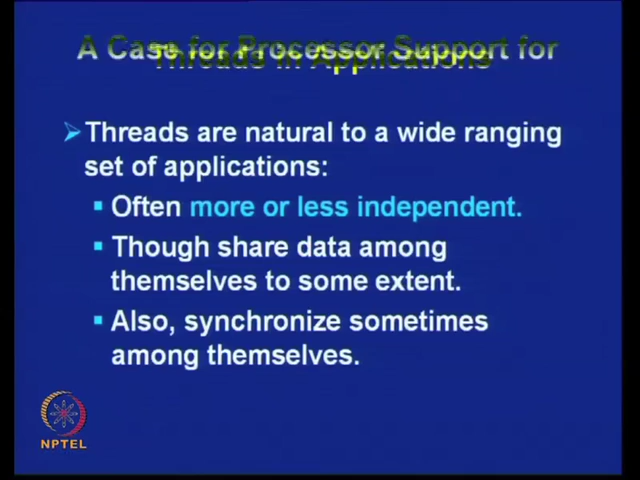 A Case for Processor Support for
Threads in Applications
➢Threads are natural to a wide ranging
set of applications:
▪ Often more or less independent.
▪ Though share data among
themselves to some extent.
▪ Also, synchronize sometimes
among themselves.
NPTEL